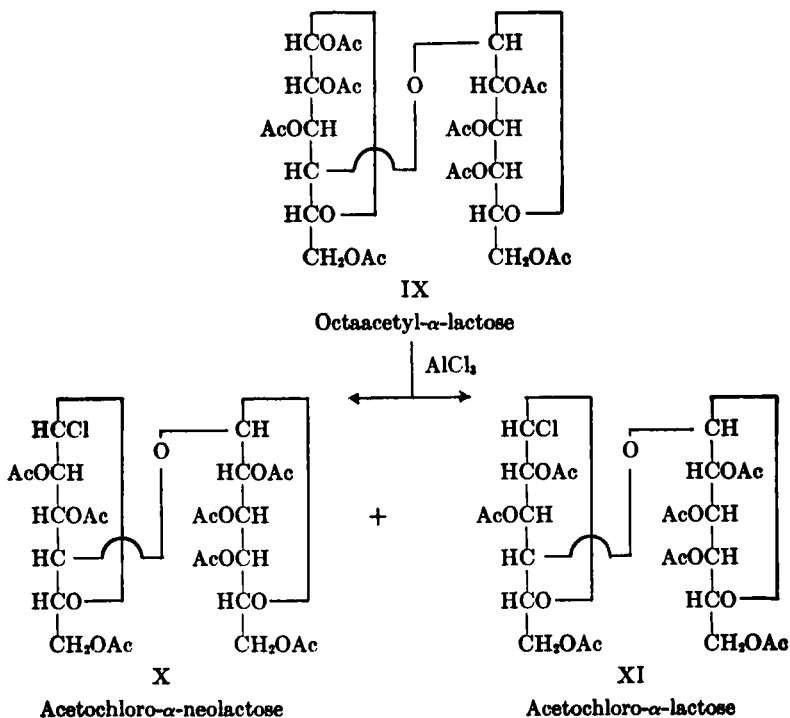 HCOAc CH
HCOAc O HCOAc
AcOCH AcOCH
HC AcOCH
HCO HCO
CH₂OAc CH₂OAc
IX
Octaacetyl-α-lactose
AlCl₃
HCCl O CH HCCl O CH
AcOCH HCOAc HCOAc HCOAc
HCOAc AcOCH + AcOCH AcOCH
HC AcOCH HC AcOCH
HCO HCO HCO HCO
CH₂OAc CH₂OAc CH₂OAc CH₂OAc
X XI
Acetochloro-α-neolactose Acetochloro-α-lactose